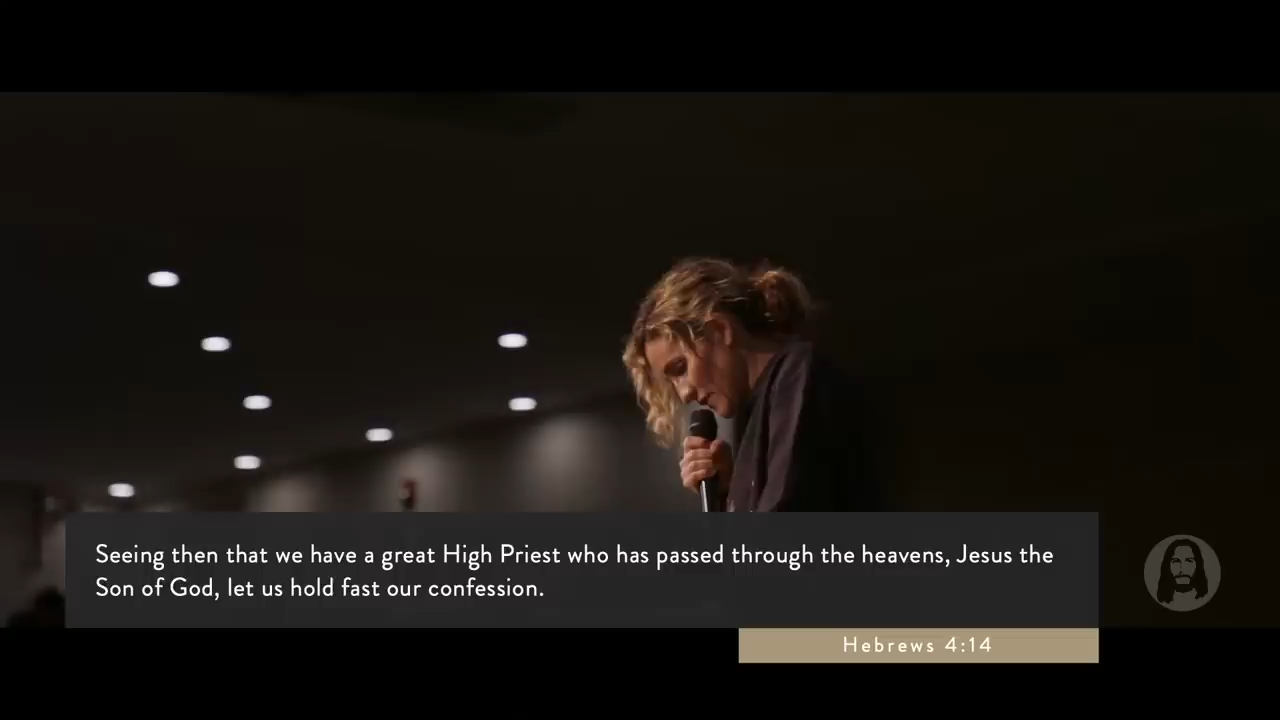 Seeing then that we have a great High Priest who has passed through the heavens, Jesus the
Son of God, let us hold fast our confession.
Hebrews 4:14